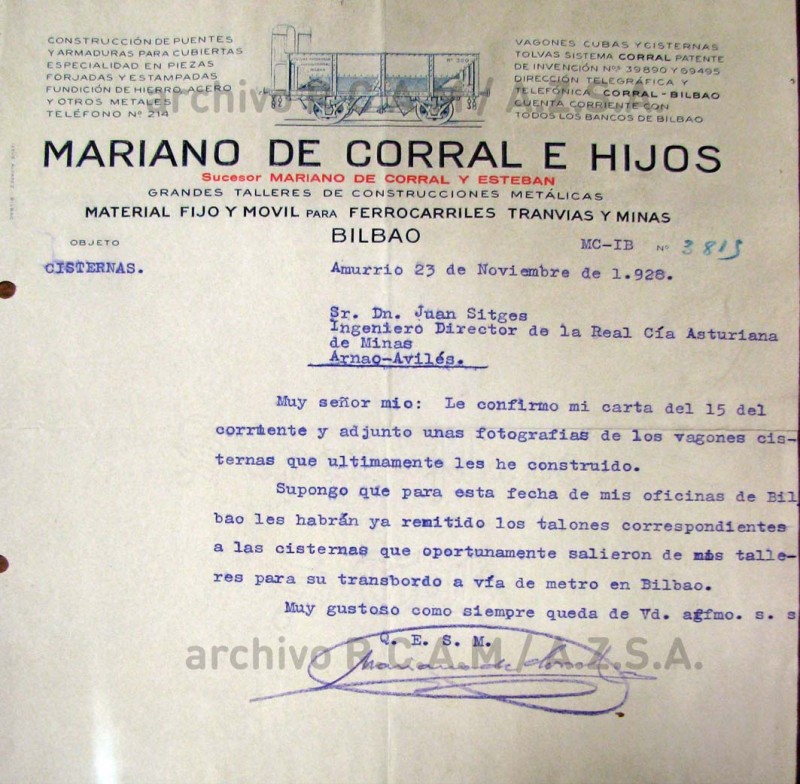 CONSTRUCCIÓN DE PUENTES
Y ARMADURAS PARA CUBIERTAS
ESPECIALIDAD EN PIEZAS
FORJADAS Y ESTAMPADAS
FUNDICIÓN DE HIERRO, ACERO
Y OTROS METALES
TELÉFONO Nº 214
VAGONES CUBAS Y CISTERNAS
TOLVAS SISTEMA CORRAL PATENTE
DE INVENCIÓN Nºs 39890 Y 69495
DIRECCIÓN TELEGRÁFICA Y
TELEFÓNICA CORRAL-BILBAO
CUENTA CORRIENTE CON
TODOS LOS BANCOS DE BILBAO
archivo R.C.A.M./A.Z.S.A.
MARIANO DE CORRAL E HIJOS
Sucesor MARIANO DE CORRAL Y ESTEBAN
GRANDES TALLERES DE CONSTRUCCIONES METÁLICAS
MATERIAL FIJO Y MOVIL PARA FERROCARRILES TRANVIAS Y MINAS
BILBAO
OBJETO
MC-IB Nº 3815
CISTERNAS.
Amurrio 23 de Noviembre de 1.928.
Sr. Dn. Juan Sitges
Ingeniero Director de la Real Cía Asturiana
de Minas
Arnao-Avilés.
Muy señor mio: Le confirmo mi carta del 15 del
corriente y adjunto unas fotografias de los vagones cis-
ternas que ultimamente les he construido.
Supongo que para esta fecha de mis oficinas de Bil
bao les habrán ya remitido los talones correspondientes
a las cisternas que oportunamente salieron de mis talle-
res para su transbordo a vía de metro en Bilbao.
Muy gustoso como siempre queda de Vd. affmo. s. s
Q. E. S. M.
archivo R.C.A.M./A.Z.S.A.
Mariano de Corral